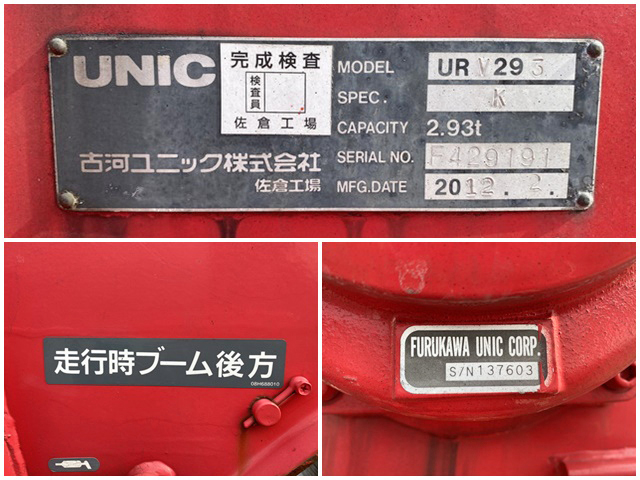 UNIC
完成検査
検査員
佐倉工場
MODEL URV293
SPEC. K
CAPACITY 2.93t
SERIAL NO. F429191
MFG.DATE 2012.2.
古河ユニック株式会社
佐倉工場
走行時ブーム後方
08H688010
FURUKAWA UNIC CORP.
S/N137603